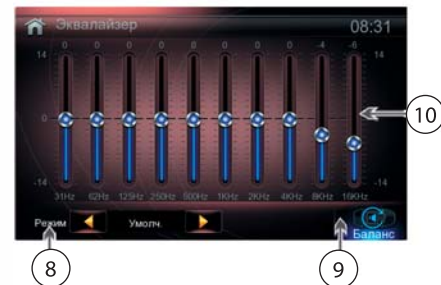 Эквалайзер 08:31
0 0 0 0 0 0 0 0 -4 -6
14 14
0
-14 -14
31Hz 62Hz 125Hz 250Hz 500Hz 1KHz 2KHz 4KHz 8KHz 16KHz
Режим Умолч. Баланс
10
8 9